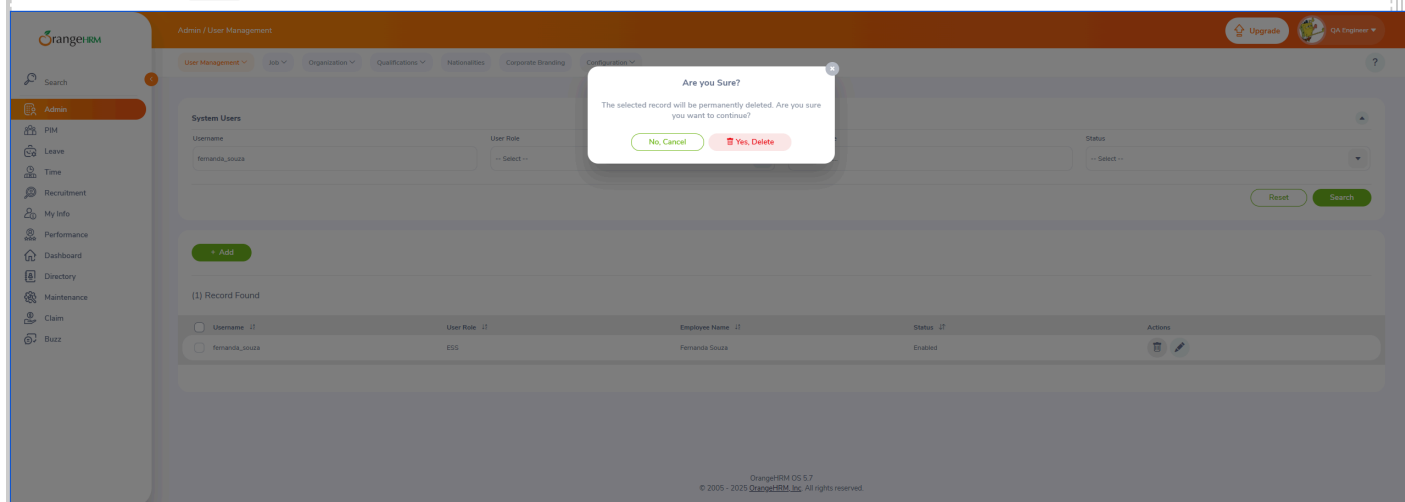 OrangeHRM
Admin / User Management
Upgrade
QA Engineer
User Management
Job
Organization
Qualifications
Nationalities
Corporate Branding
Configuration
?
Search
Admin
PIM
Leave
Time
Recruitment
My Info
Performance
Dashboard
Directory
Maintenance
Claim
Buzz
Are you Sure?
The selected record will be permanently deleted. Are you sure
you want to continue?
No, Cancel
Yes, Delete
System Users
Username
User Role
Status
fernanda_souza
-- Select --
-- Select --
Reset
Search
+ Add
(1) Record Found
Username
User Role
Employee Name
Status
Actions
fernanda_souza
ESS
Fernanda Souza
Enabled
OrangeHRM OS 5.7
© 2005 - 2025 OrangeHRM, Inc. All rights reserved.